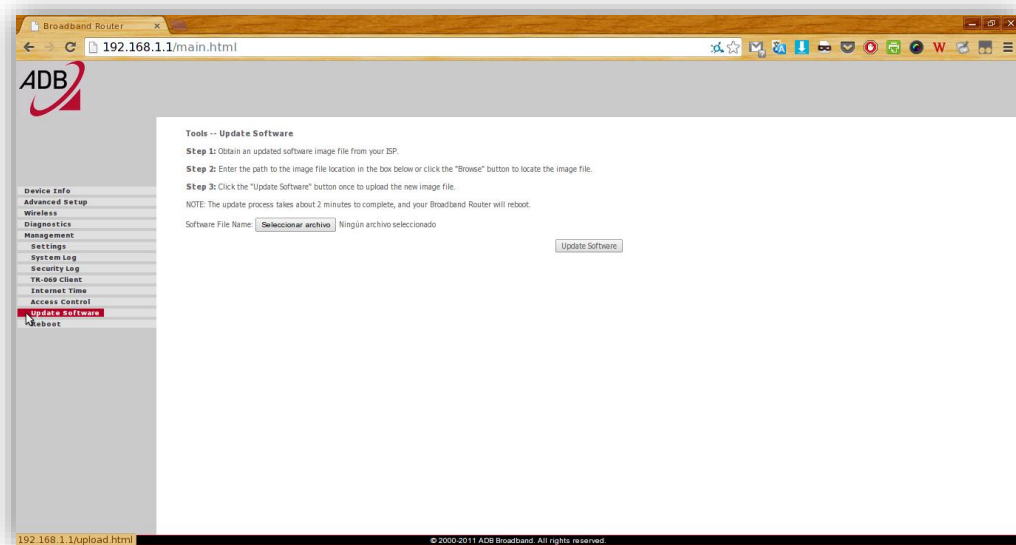 Broadband Router
192.168.1.1/main.html
ADB
Tools -- Update Software
Step 1: Obtain an updated software image file from your ISP.
Step 2: Enter the path to the image file location in the box below or click the "Browse" button to locate the image file.
Step 3: Click the "Update Software" button once to upload the new image file.
NOTE: The update process takes about 2 minutes to complete, and your Broadband Router will reboot.
Software File Name: Seleccionar archivo Ningún archivo seleccionado
Update Software
Device Info
Advanced Setup
Wireless
Diagnostics
Management
Settings
System Log
Security Log
TR-069 Client
Internet Time
Access Control
Update Software
Reboot
192.168.1.1/upload.html
© 2000-2011 ADB Broadband. All rights reserved.